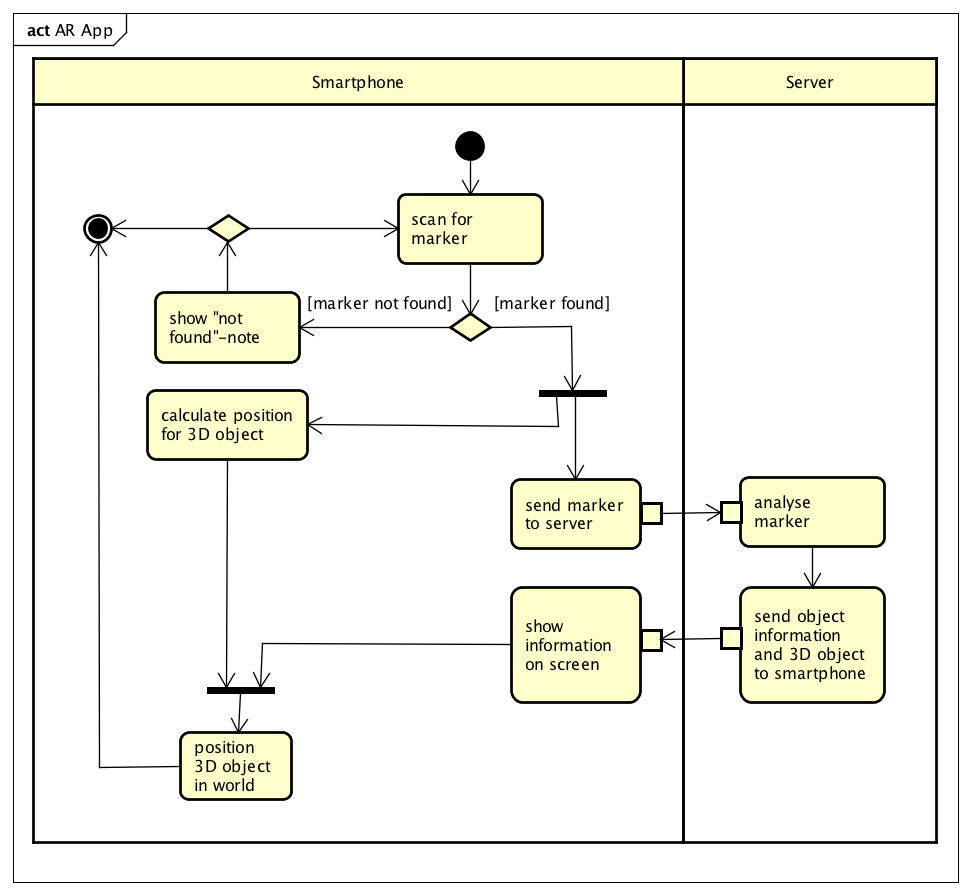 act AR App
Smartphone
Server
scan for
marker
[marker not found]
[marker found]
show "not
found"-note
calculate position
for 3D object
send marker
to server
analyse
marker
show
information
on screen
send object
information
and 3D object
to smartphone
position
3D object
in world